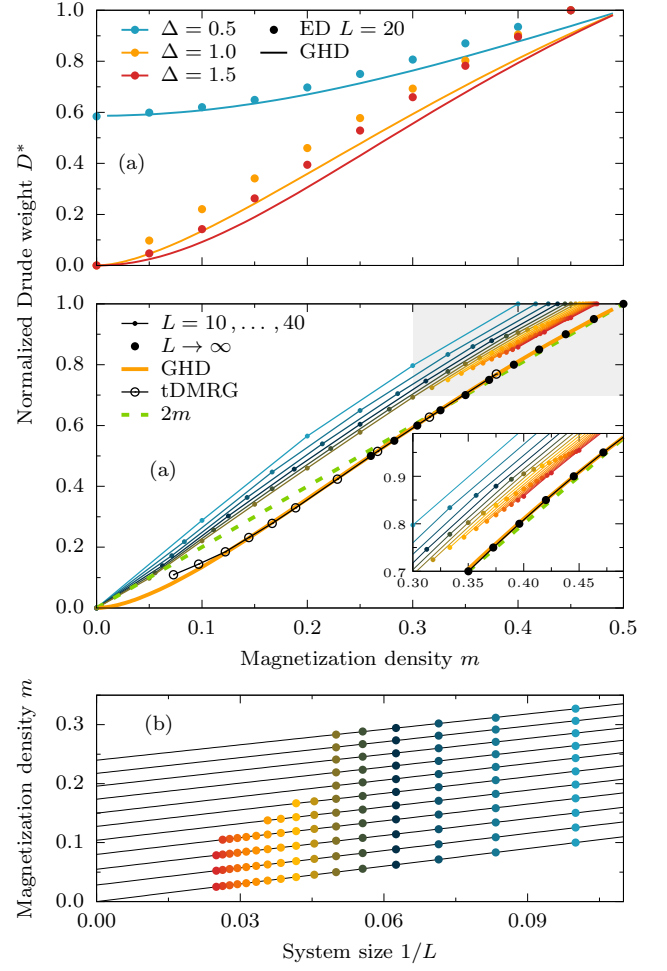 Normalized Drude weight D*
1.0
0.8
0.6
0.4
0.2
0.0
Δ = 0.5
Δ = 1.0
Δ = 1.5
ED L = 20
GHD
(a)
1.0
0.8
0.6
0.4
0.2
0.0
L = 10 , . . . , 40
L → ∞
GHD
tDMRG
2m
(a)
0.9
0.8
0.7
0.30
0.35
0.40
0.45
0.0
0.1
0.2
0.3
0.4
0.5
Magnetization density m
Magnetization density m
0.3
0.2
0.1
0.0
(b)
0.00
0.03
0.06
0.09
System size 1/L